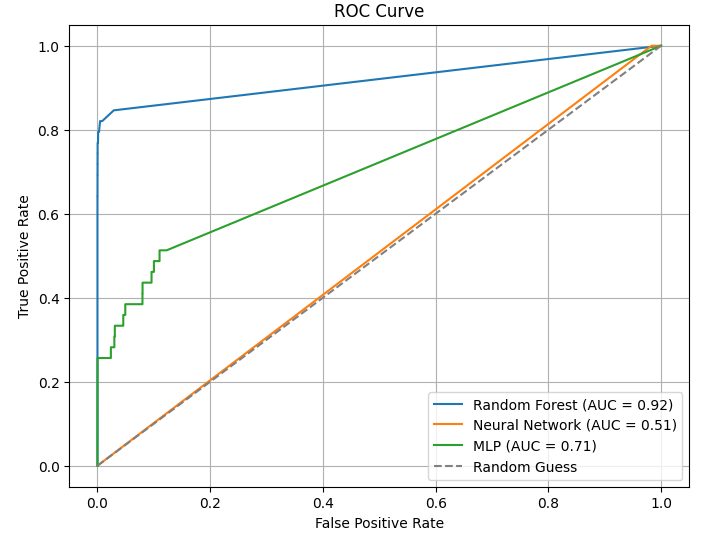 ROC Curve
1.0
0.8
0.6
0.4
0.2
0.0
True Positive Rate
0.0 0.2 0.4 0.6 0.8 1.0
False Positive Rate
Random Forest (AUC = 0.92)
Neural Network (AUC = 0.51)
MLP (AUC = 0.71)
Random Guess